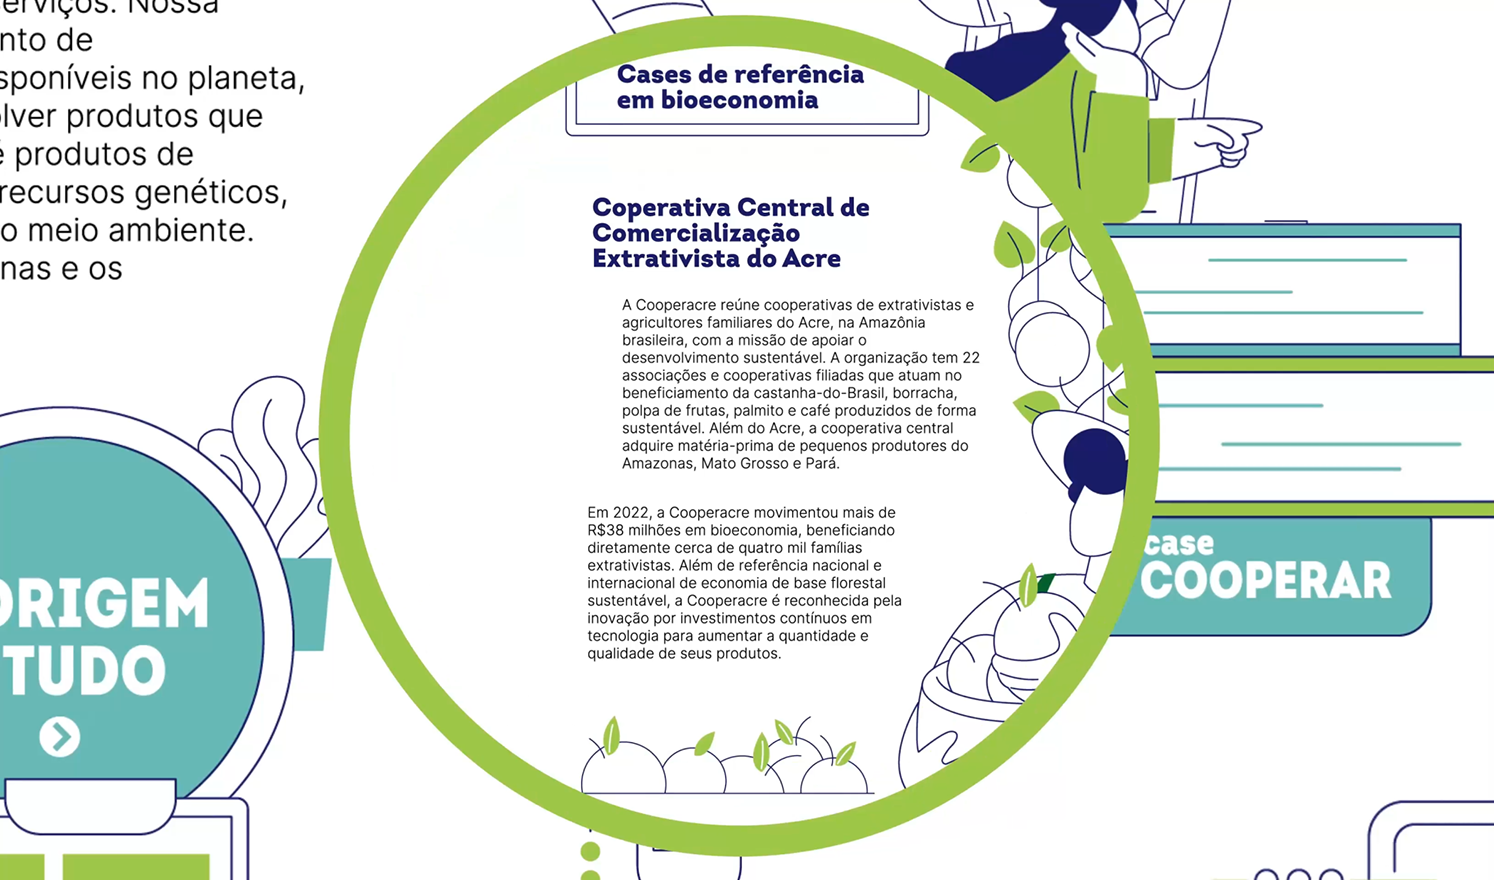 serviços. Nossa
nto de
sponíveis no planeta,
lver produtos que
é produtos de
recursos genéticos,
o meio ambiente.
nas e os
Cases de referência
em bioeconomia
Coperativa Central de
Comercialização
Extrativista do Acre
A Cooperacre reúne cooperativas de extrativistas e
agricultores familiares do Acre, na Amazônia
brasileira, com a missão de apoiar o
desenvolvimento sustentável. A organização tem 22
associações e cooperativas filiadas que atuam no
beneficiamento da castanha-do-Brasil, borracha,
polpa de frutas, palmito e café produzidos de forma
sustentável. Além do Acre, a cooperativa central
adquire matéria-prima de pequenos produtores do
Amazonas, Mato Grosso e Pará.
Em 2022, a Cooperacre movimentou mais de
R$38 milhões em bioeconomia, beneficiando
diretamente cerca de quatro mil famílias
extrativistas. Além de referência nacional e
internacional de economia de base florestal
sustentável, a Cooperacre é reconhecida pela
inovação por investimentos contínuos em
tecnologia para aumentar a quantidade e
qualidade de seus produtos.
ORIGEM
TUDO
case
COOPERAR